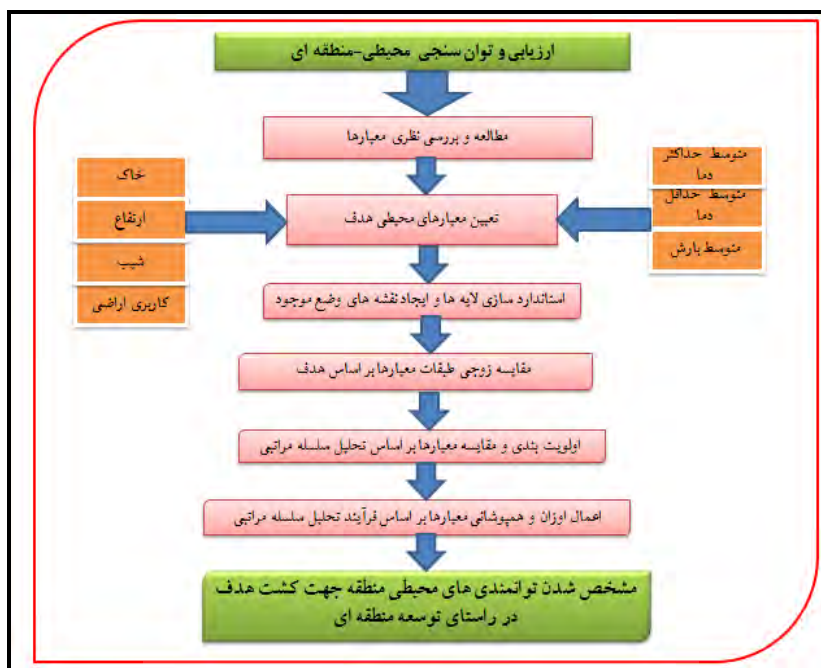 ارزیابی و توان سنجی محیطی-منطقه ای
مطالعه و بررسی نظری معیارها
خاک
ارتفاع
شیب
کاربری اراضی
تعیین معیارهای محیطی هدف
متوسط حداکثر
دما
متوسط حداقل
دما
متوسط بارش
استاندارد سازی لایه ها و ایجاد نقشه های وضع موجود
مقایسه زوجی طبقات معیارها بر اساس هدف
اولویت بندی و مقایسه معیارها بر اساس تحلیل سلسله مراتبی
اعمال اوزان و همپوشانی معیارها بر اساس فرآیند تحلیل سلسله مراتبی
مشخص شدن توانمندی های محیطی منطقه جهت کشت هدف
در راستای توسعه منطقه ای